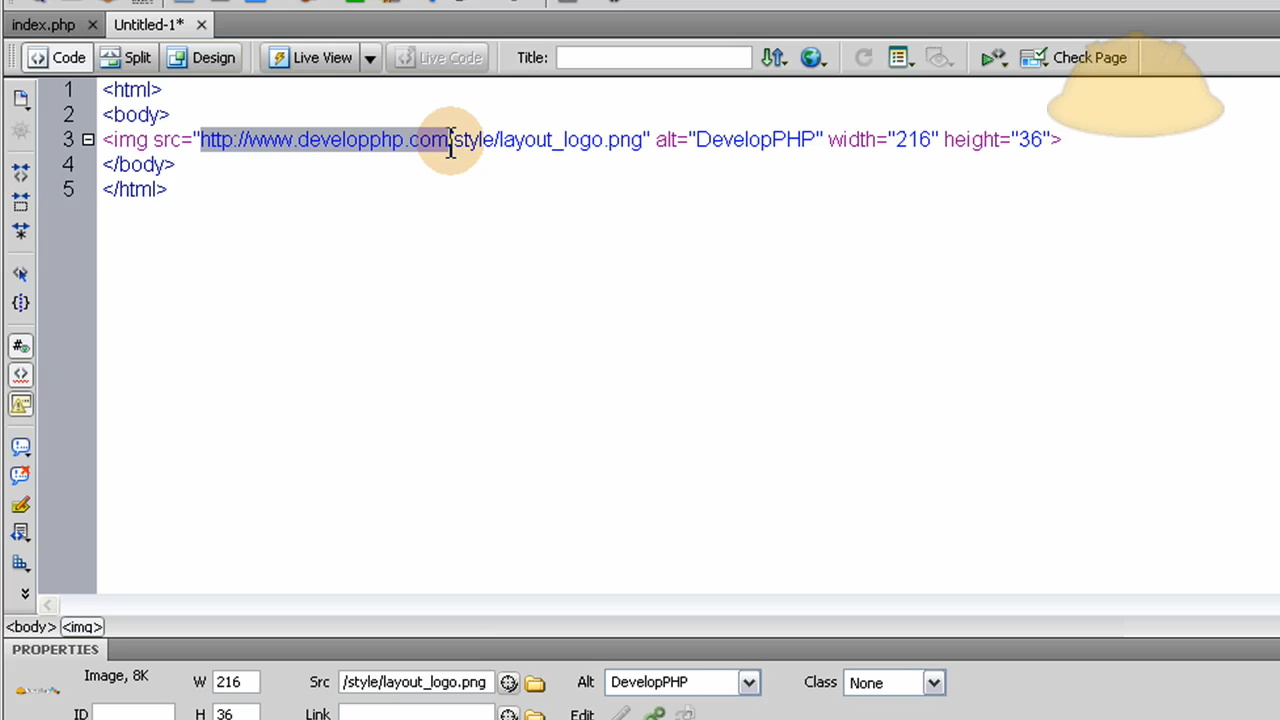 index.php
Untitled-1*
Code Split Design Live View Live Code Title: Check Page
1 <html>
2 <body>
3 <img src="http://www.developphp.com/style/layout_logo.png" alt="DevelopPHP" width="216" height="36">
4 </body>
5 </html>
<body> <img>
PROPERTIES
Image, 8K W 216 Src /style/layout_logo.png Alt DevelopPHP Class None
ID H 36 Link Edit